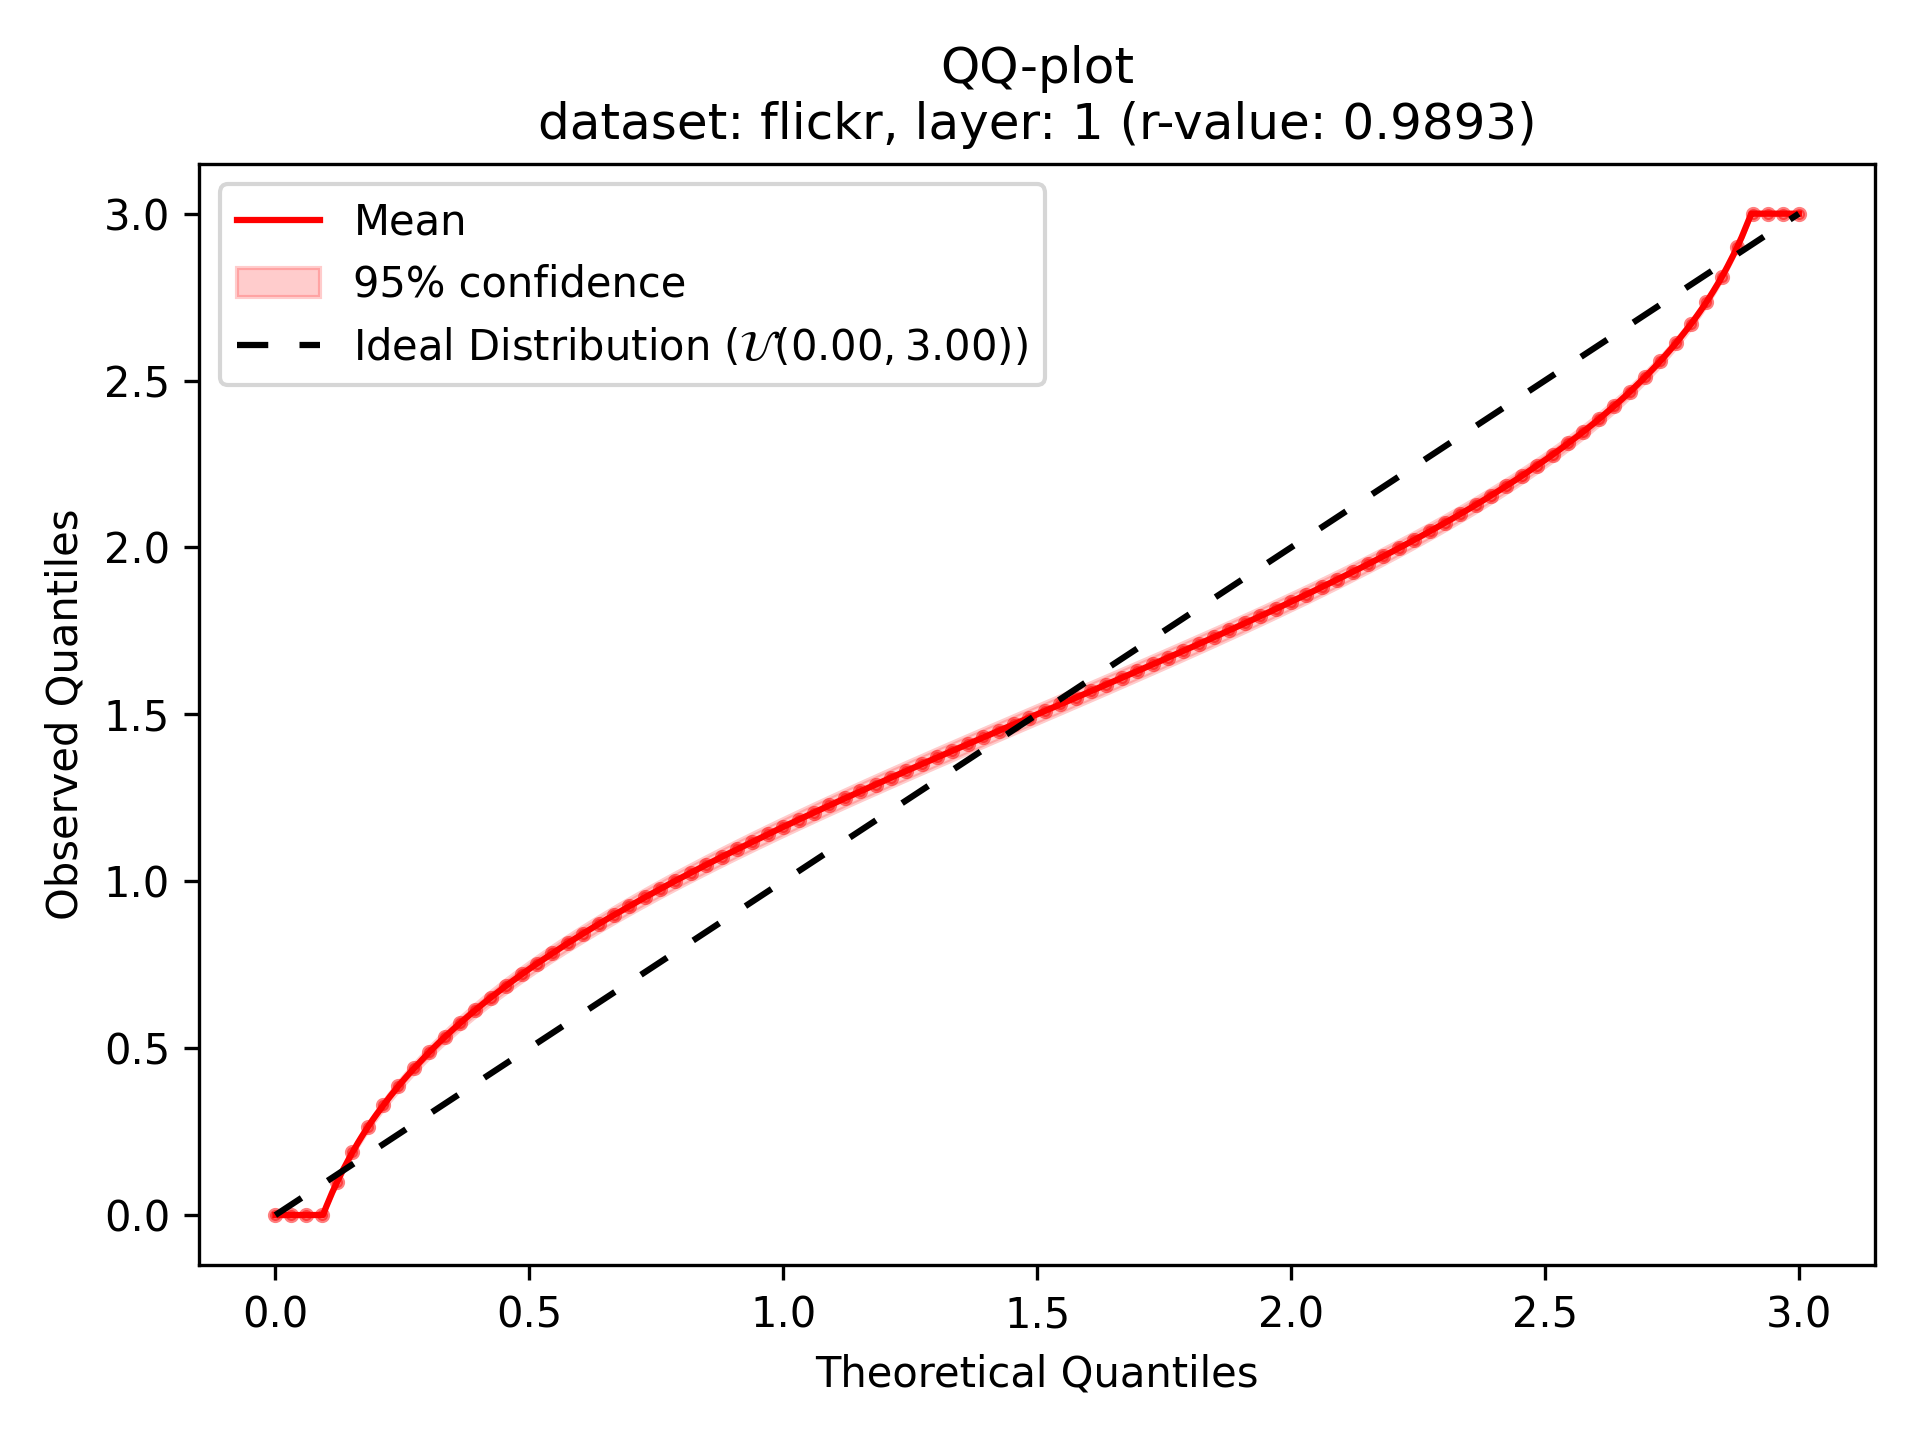 QQ-plot
dataset: flickr, layer: 1 (r-value: 0.9893)
Mean
95% confidence
Ideal Distribution (𝒰(0.00, 3.00))
3.0
2.5
2.0
1.5
1.0
0.5
0.0
Observed Quantiles
0.0 0.5 1.0 1.5 2.0 2.5 3.0
Theoretical Quantiles